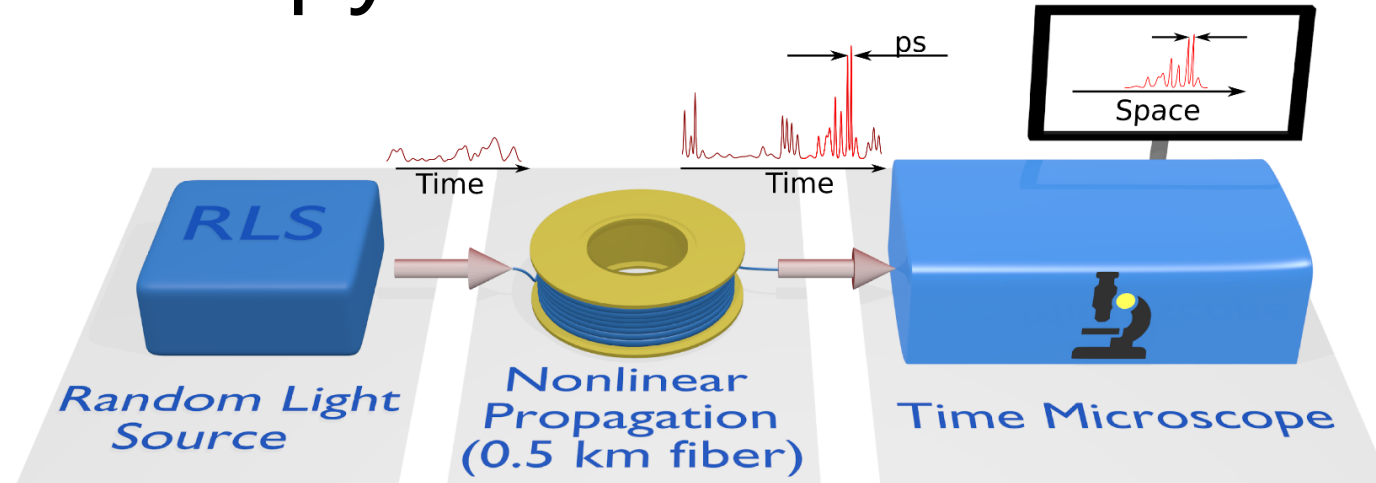 ps
Space
Time
Time
RLS
Random Light
Source
Nonlinear
Propagation
(0.5 km fiber)
Time Microscope